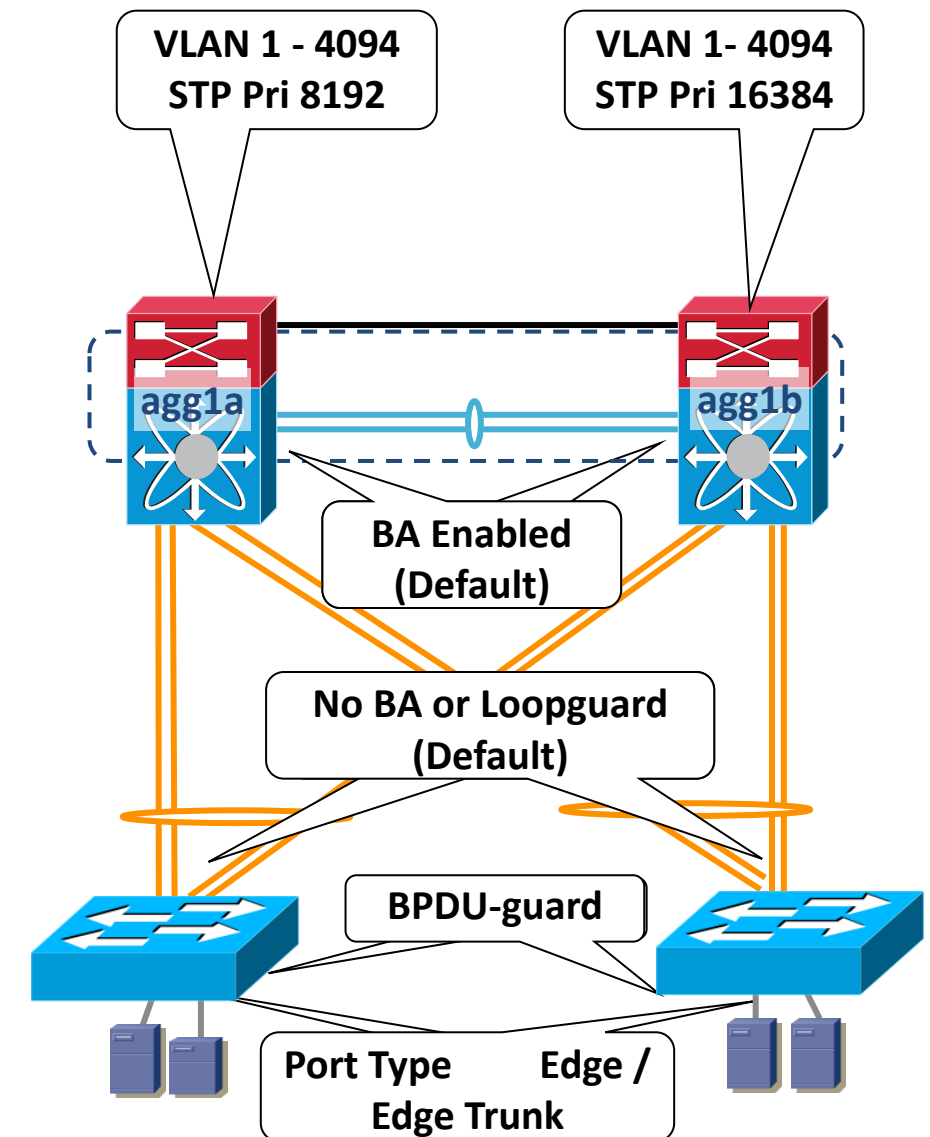 VLAN 1 - 4094
STP Pri 8192
VLAN 1- 4094
STP Pri 16384
agg1a
agg1b
BA Enabled
(Default)
No BA or Loopguard
(Default)
BPDU-guard
Port Type Edge /
Edge Trunk